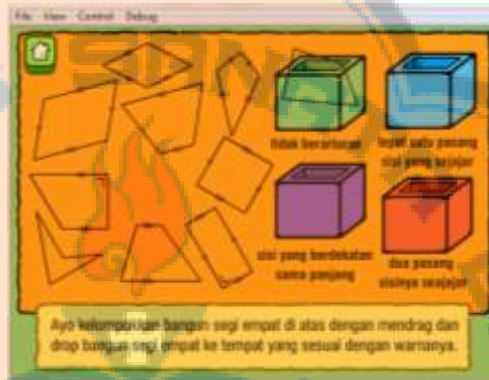 File View Control Debug
tidak beraturan
tepat satu pasang
sisi yang sejajar
sisi yang berdekatan
sama panjang
dua pasang
sisinya seajajar
Ayo kelompokkan bangun segi empat di atas dengan mendrag dan
drop bangun segi empat ke tempat yang sesuai dengan warnanya.